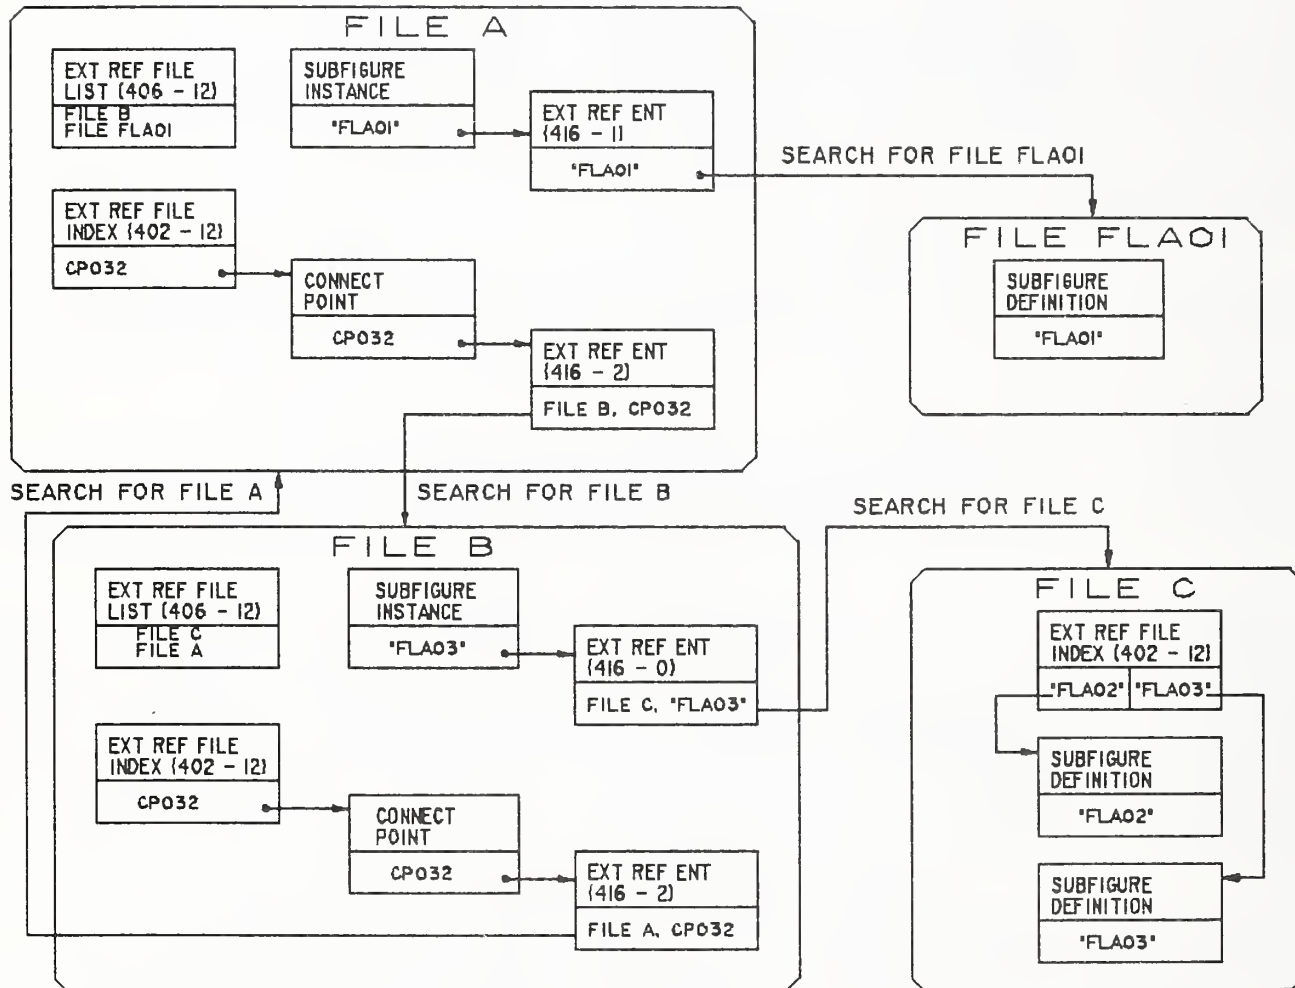 FILE A
EXT REF FILE
LIST (406 - 12)
FILE B
FILE FLA01
SUBFIGURE
INSTANCE
"FLA01"
EXT REF ENT
(416 - 1)
"FLA01"
EXT REF FILE
INDEX (402 - 12)
CP032
CONNECT
POINT
CP032
EXT REF ENT
(416 - 2)
FILE B, CP032
SEARCH FOR FILE FLA01
FILE FLA01
SUBFIGURE
DEFINITION
"FLA01"
SEARCH FOR FILE A
SEARCH FOR FILE B
SEARCH FOR FILE C
FILE B
EXT REF FILE
LIST (406 - 12)
FILE C
FILE A
SUBFIGURE
INSTANCE
"FLA03"
EXT REF ENT
(416 - 0)
FILE C, "FLA03"
EXT REF FILE
INDEX (402 - 12)
CP032
CONNECT
POINT
CP032
EXT REF ENT
(416 - 2)
FILE A, CP032
FILE C
EXT REF FILE
INDEX (402 - 12)
"FLA02" "FLA03"
SUBFIGURE
DEFINITION
"FLA02"
SUBFIGURE
DEFINITION
"FLA03"